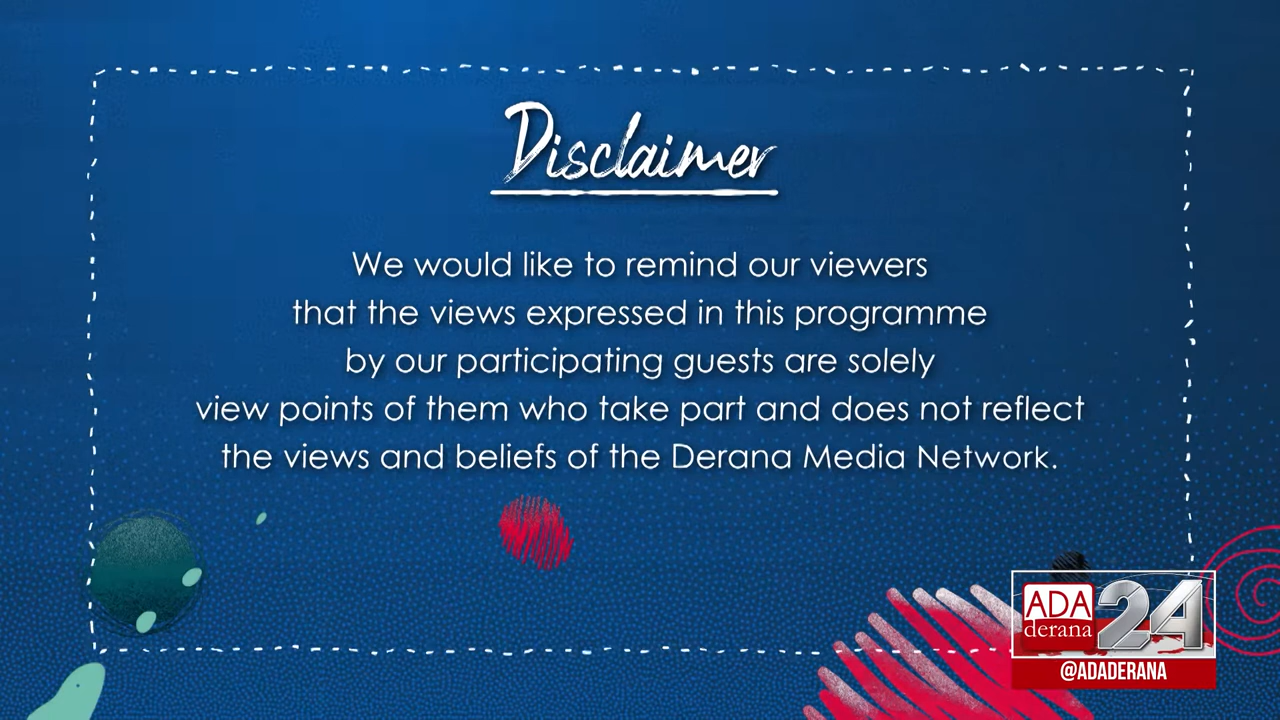 Disclaimer
We would like to remind our viewers
that the views expressed in this programme
by our participating guests are solely
view points of them who take part and does not reflect
the views and beliefs of the Derana Media Network.
ADA
derana
24
@ADADERANA